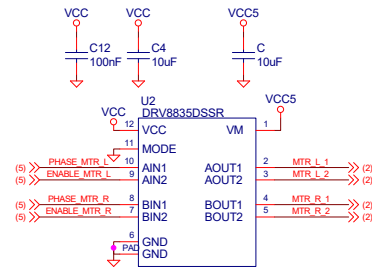 VCC VCC VCC5
C12 C4 C
100nF 10uF 10uF
U2 VCC5
VCC DRV8835DSSR
12 VCC VM 1
11 MODE
(5) PHASE_MTR_L 10 AIN1 AOUT1 2 MTR_L_1 (2)
(5) ENABLE_MTR_L 9 AIN2 AOUT2 3 MTR_L_2 (2)
(5) PHASE_MTR_R 8 BIN1 BOUT1 4 MTR_R_1 (2)
(5) ENABLE_MTR_R 7 BIN2 BOUT2 5 MTR_R_2 (2)
6 GND
PAD GND